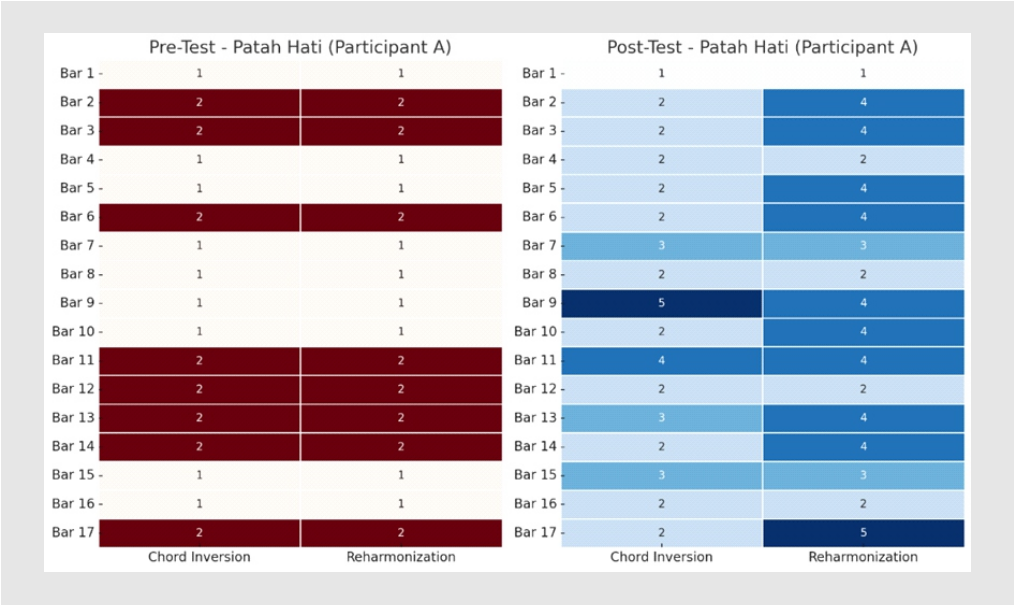 Pre-Test - Patah Hati (Participant A)
Bar 1 1 1
Bar 2 2 2
Bar 3 2 2
Bar 4 1 1
Bar 5 1 1
Bar 6 2 2
Bar 7 1 1
Bar 8 1 1
Bar 9 1 1
Bar 10 1 1
Bar 11 2 2
Bar 12 2 2
Bar 13 2 2
Bar 14 2 2
Bar 15 1 1
Bar 16 1 1
Bar 17 2 2
Chord Inversion Reharmonization
Post-Test - Patah Hati (Participant A)
Bar 1 1 1
Bar 2 2 4
Bar 3 2 4
Bar 4 2 2
Bar 5 2 4
Bar 6 2 4
Bar 7 3 3
Bar 8 2 2
Bar 9 5 4
Bar 10 2 4
Bar 11 4 4
Bar 12 2 2
Bar 13 3 4
Bar 14 2 4
Bar 15 3 3
Bar 16 2 2
Bar 17 2 5
Chord Inversion Reharmonization